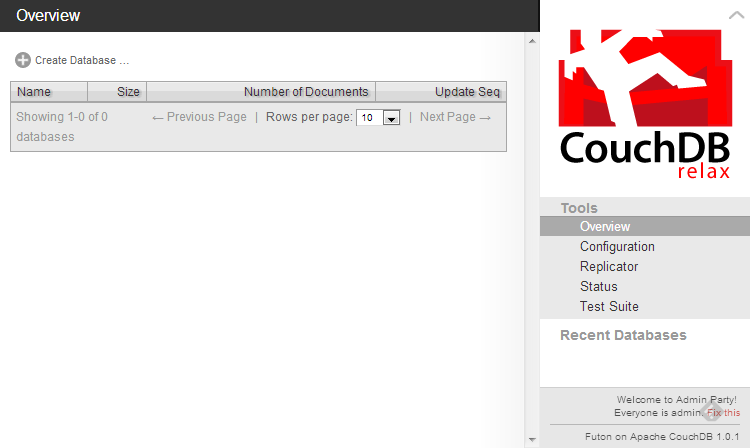 Overview
Create Database ...
Name Size Number of Documents Update Seq
Showing 1-0 of 0 ← Previous Page | Rows per page: 10 | Next Page →
databases
CouchDB
relax
Tools
Overview
Configuration
Replicator
Status
Test Suite
Recent Databases
Welcome to Admin Party!
Everyone is admin. Fix this
Futon on Apache CouchDB 1.0.1